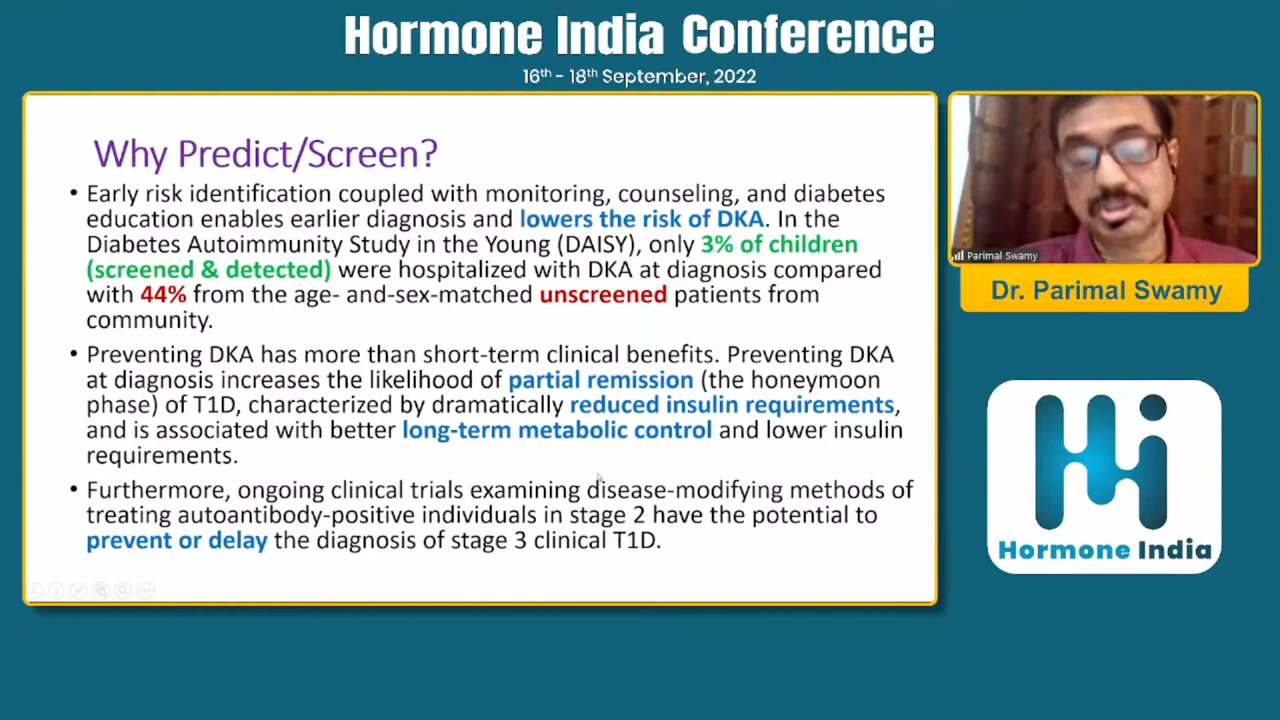 Hormone India Conference
16th - 18th September, 2022
Why Predict/Screen?
• Early risk identification coupled with monitoring, counseling, and diabetes
education enables earlier diagnosis and lowers the risk of DKA. In the
Diabetes Autoimmunity Study in the Young (DAISY), only 3% of children
(screened & detected) were hospitalized with DKA at diagnosis compared
with 44% from the age- and-sex-matched unscreened patients from
community.
• Preventing DKA has more than short-term clinical benefits. Preventing DKA
at diagnosis increases the likelihood of partial remission (the honeymoon
phase) of T1D, characterized by dramatically reduced insulin requirements,
and is associated with better long-term metabolic control and lower insulin
requirements.
• Furthermore, ongoing clinical trials examining disease-modifying methods of
treating autoantibody-positive individuals in stage 2 have the potential to
prevent or delay the diagnosis of stage 3 clinical T1D.
Parimal Swamy
Dr. Parimal Swamy
Hi
Hormone India